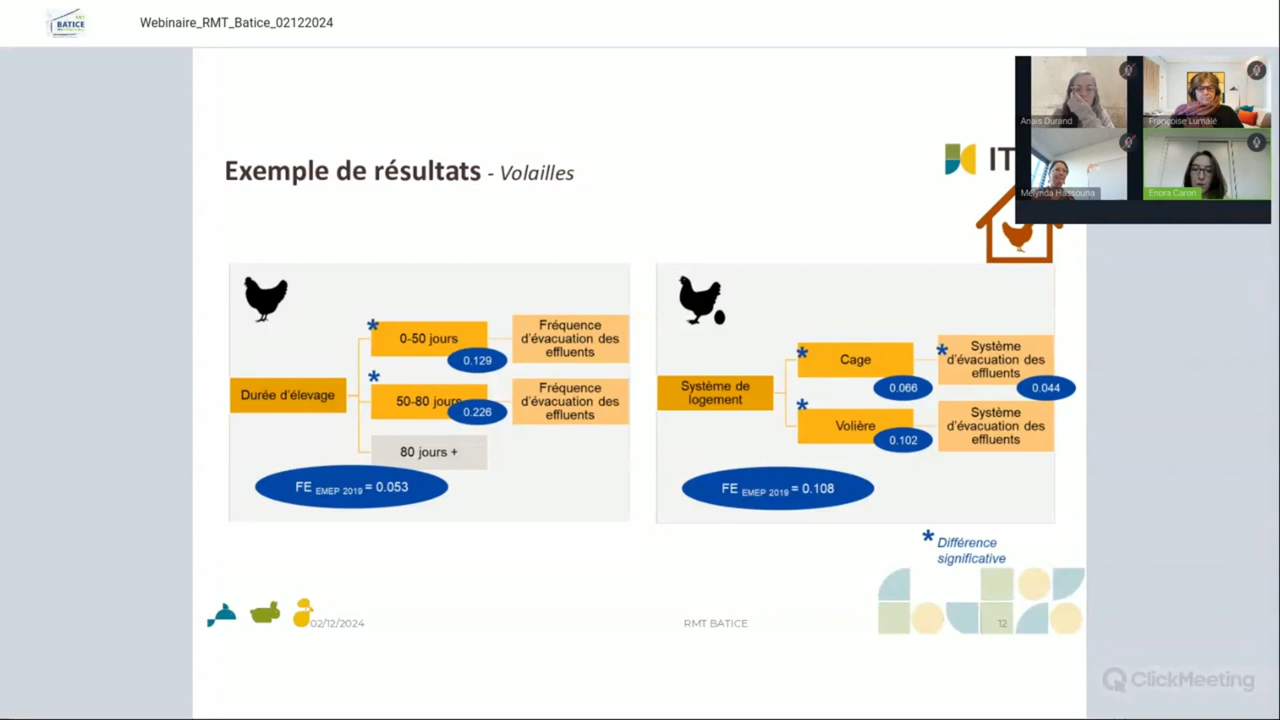 BATICE
Webinaire_RMT_Batice_02122024
Exemple de résultats - Volailles
IT
Anaïs Durand
Françoise Lumalé
Melynda Hassouna
Enora Caron
Durée d'élevage
0-50 jours
0.129
Fréquence
d'évacuation des
effluents
50-80 jours
0.226
Fréquence
d'évacuation des
effluents
80 jours +
FE EMEP 2019 = 0.053
Système de
logement
Cage
0.066
Système
d'évacuation des
effluents
0.044
Volière
0.102
Système
d'évacuation des
effluents
FE EMEP 2019 = 0.108
* Différence
significative
02/12/2024
RMT BATICE
12
ClickMeeting